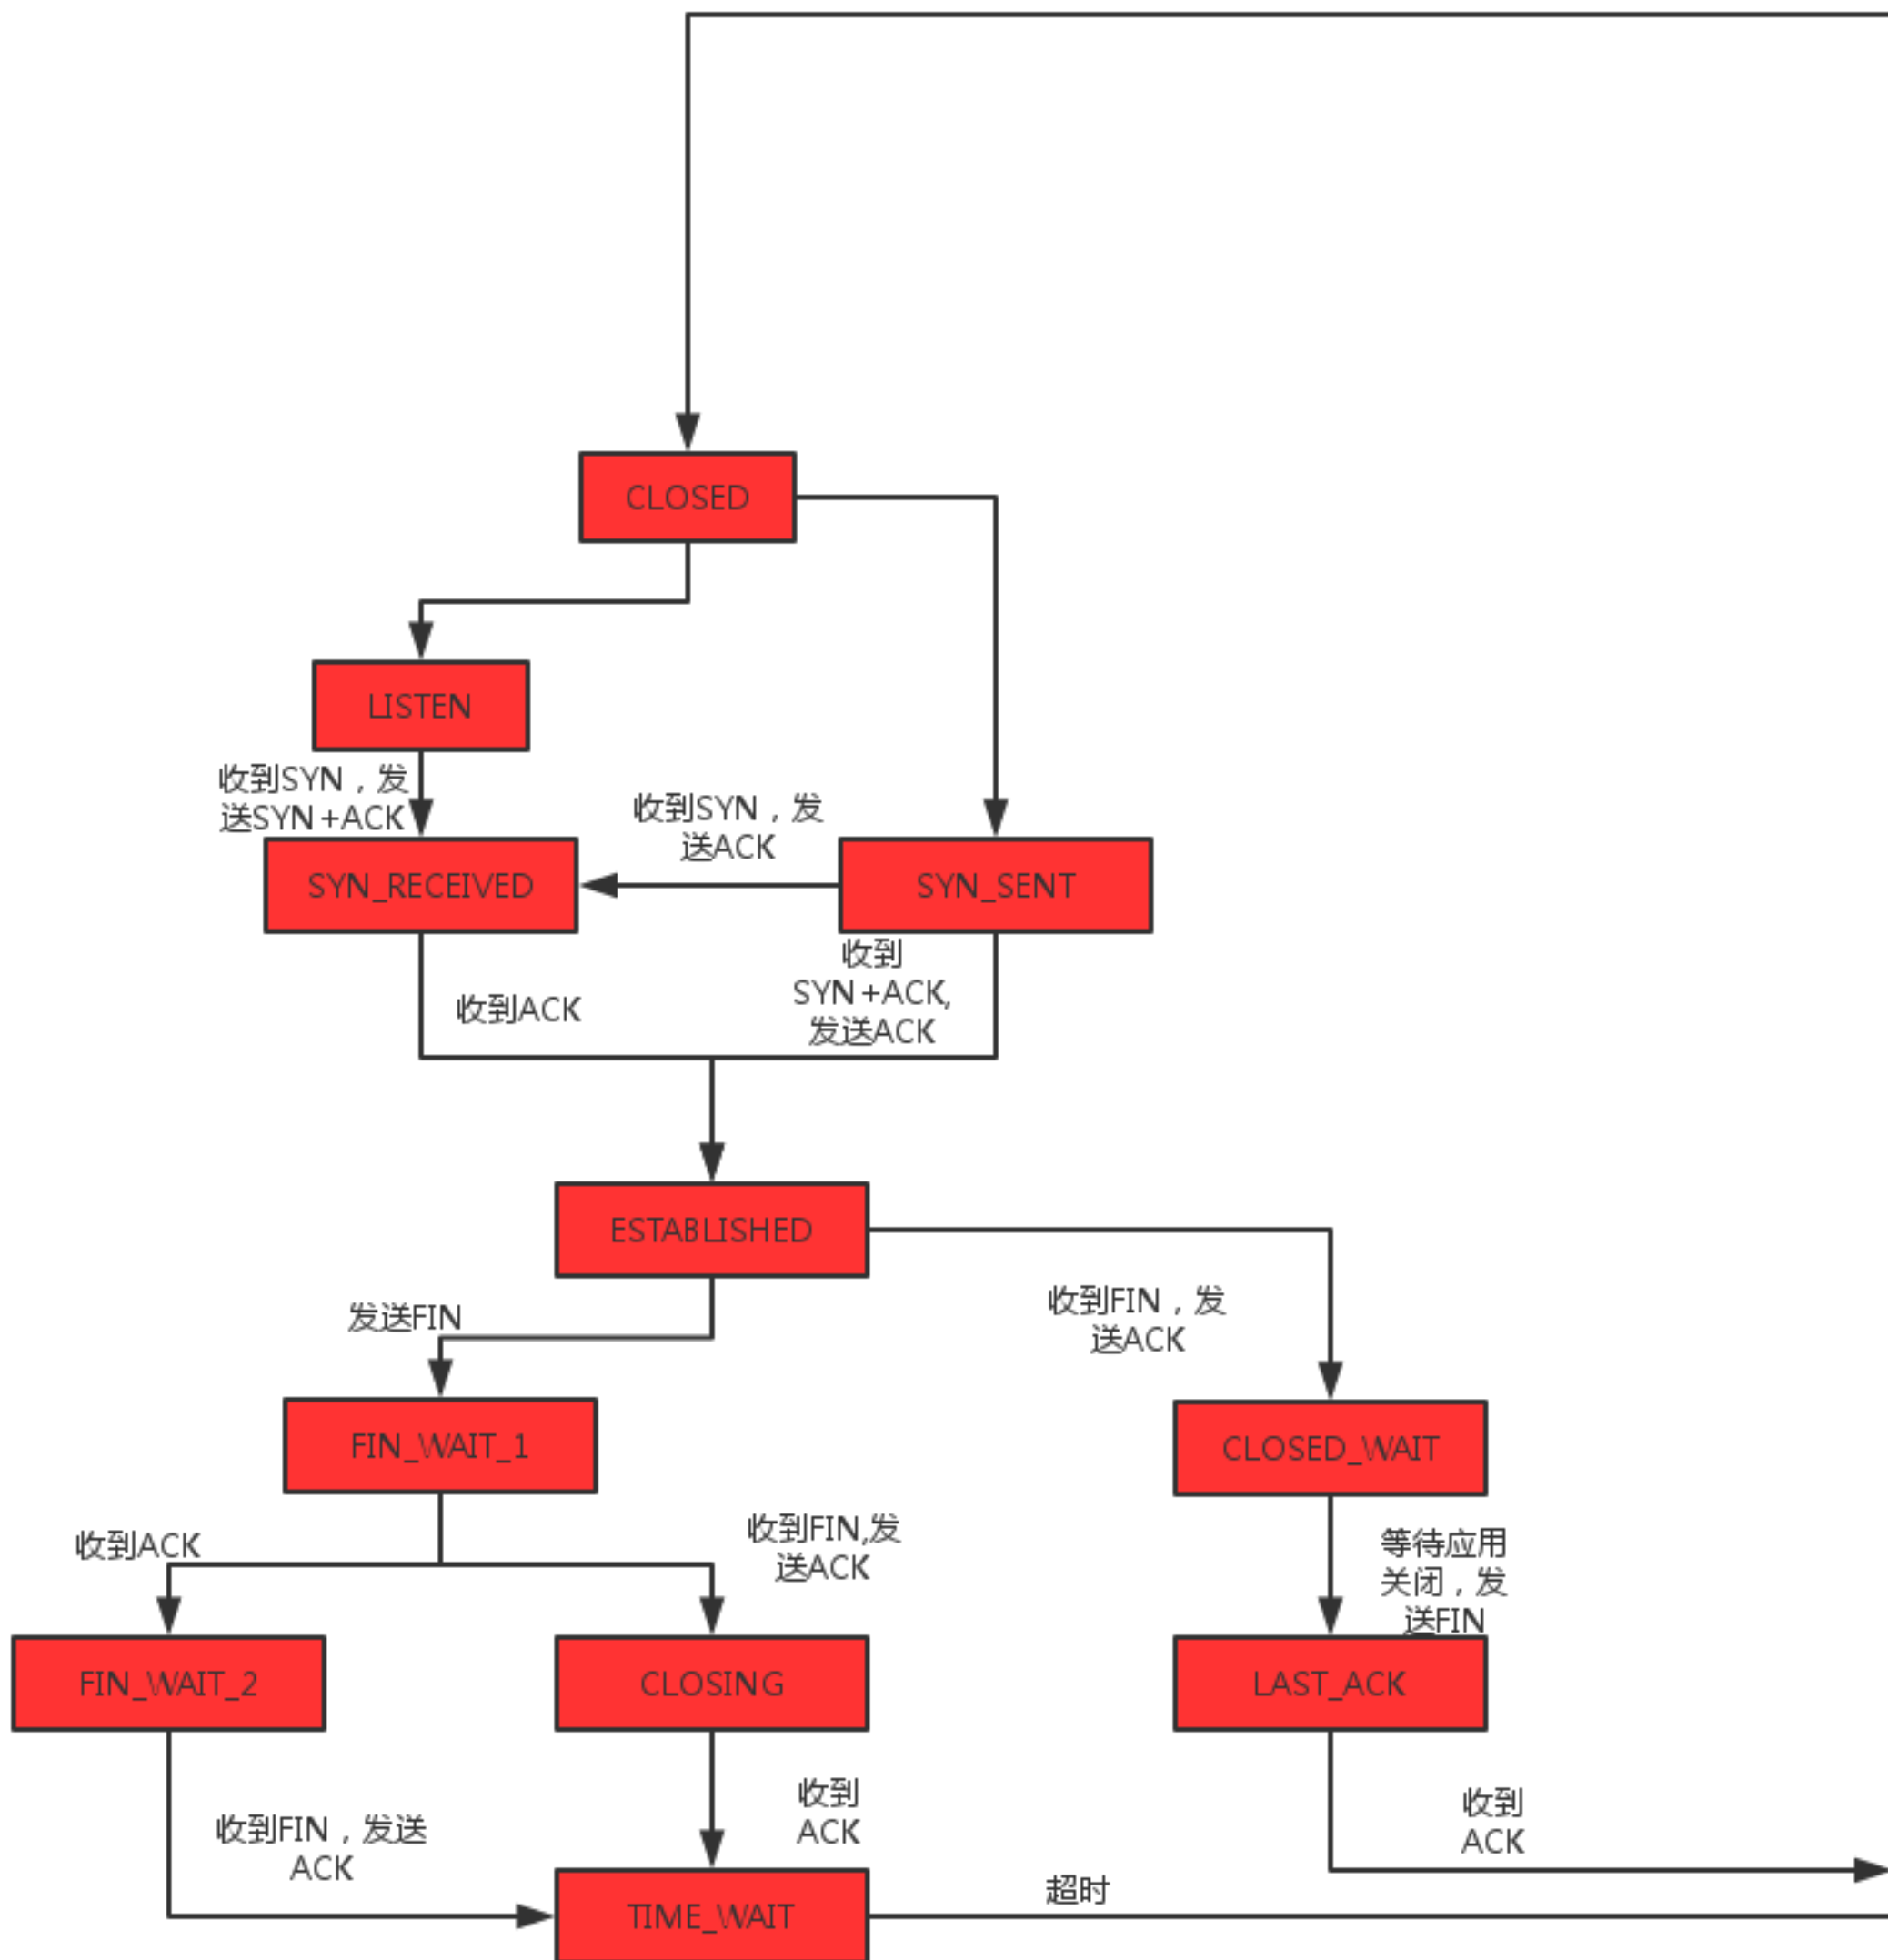 CLOSED
LISTEN
收到SYN，发
送SYN+ACK
收到SYN，发
送ACK
SYN_RECEIVED
SYN_SENT
收到ACK
收到
SYN+ACK,
发送ACK
ESTABLISHED
发送FIN
收到FIN，发
送ACK
FIN_WAIT_1
CLOSED_WAIT
收到ACK
收到FIN,发
送ACK
等待应用
关闭，发
送FIN
FIN_WAIT_2
CLOSING
LAST_ACK
收到FIN，发送
ACK
收到
ACK
收到
ACK
超时
TIME_WAIT